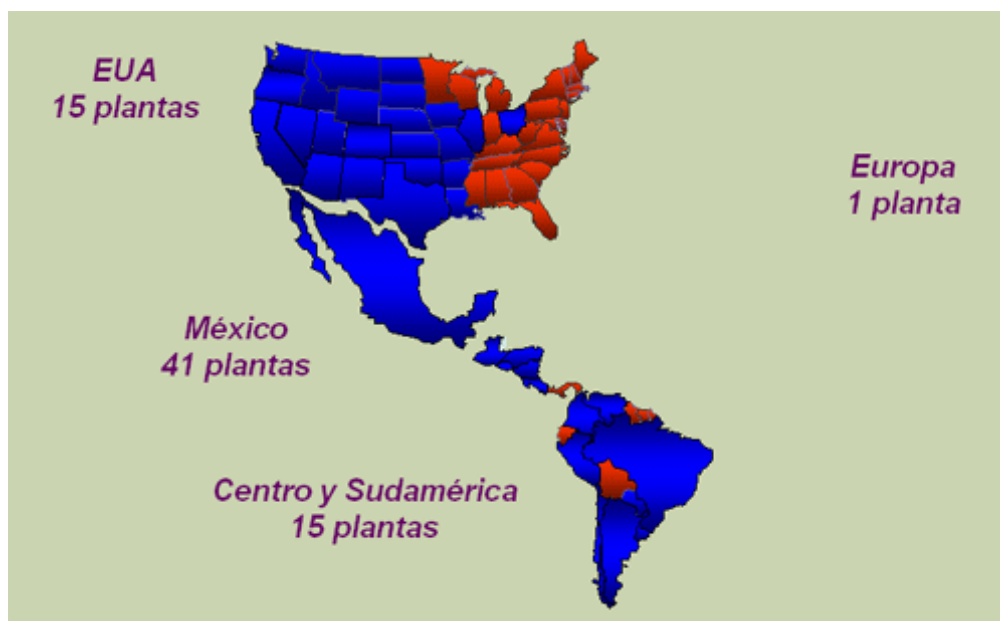 EUA
15 plantas
Europa
1 planta
México
41 plantas
Centro y Sudamérica
15 plantas